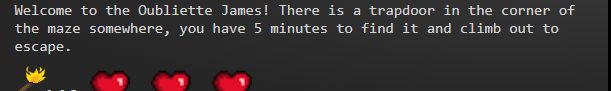 Welcome to the Oubliette James! There is a trapdoor in the corner of
the maze somewhere, you have 5 minutes to find it and climb out to
escape.